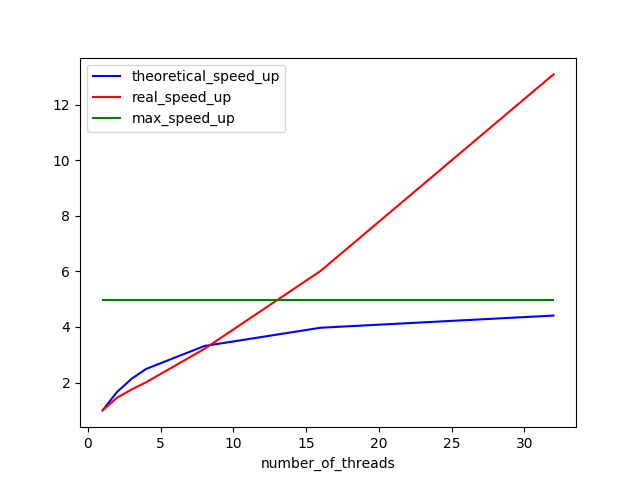 theoretical_speed_up
real_speed_up
max_speed_up
12
10
8
6
4
2
0 5 10 15 20 25 30
number_of_threads